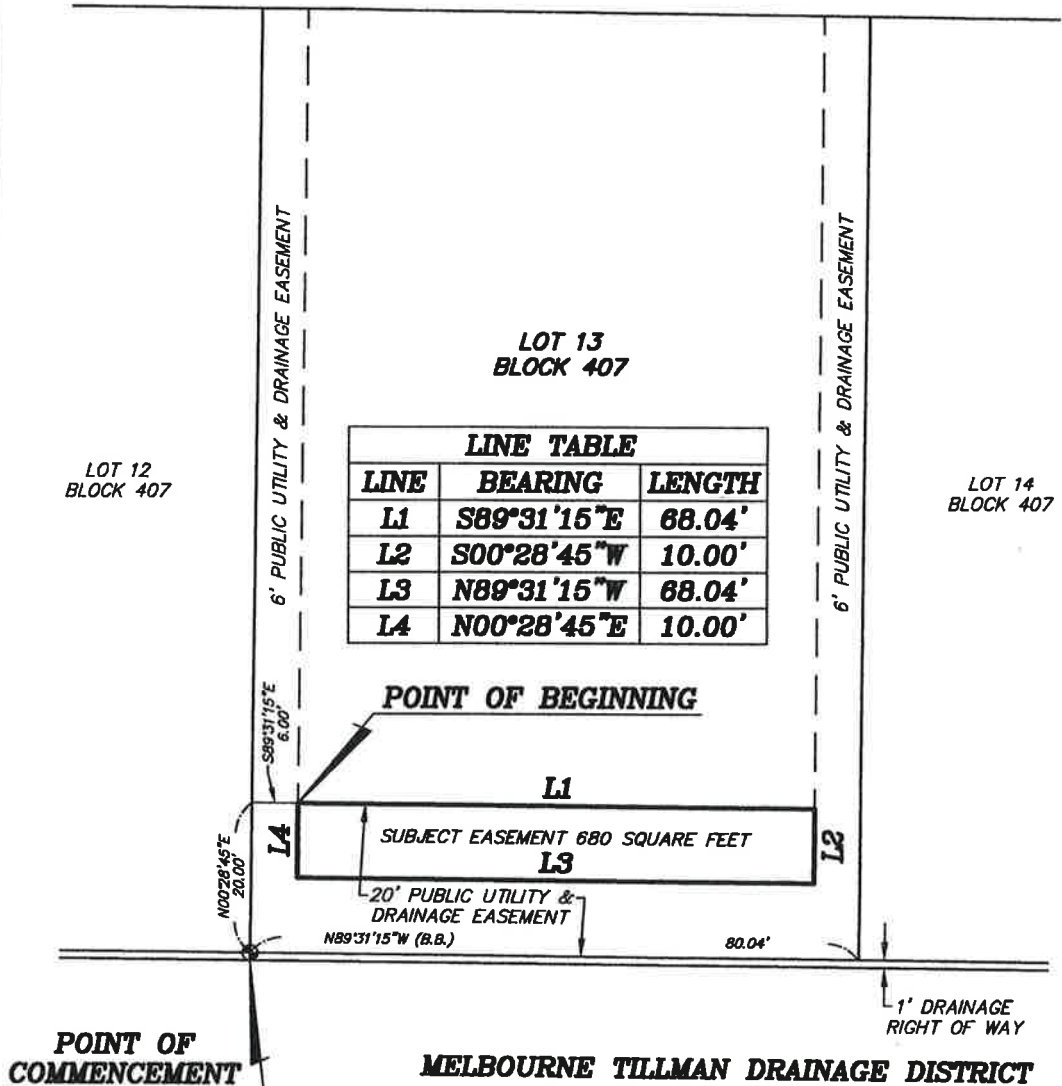 6' PUBLIC UTILITY & DRAINAGE EASEMENT
6' PUBLIC UTILITY & DRAINAGE EASEMENT
LOT 13
BLOCK 407
LOT 12
BLOCK 407
LOT 14
BLOCK 407
LINE TABLE
LINE BEARING LENGTH
L1 S89°31'15"E 68.04'
L2 S00°28'45"W 10.00'
L3 N89°31'15"W 68.04'
L4 N00°28'45"E 10.00'
S89°31'15"E
6.00'
POINT OF BEGINNING
L1
L4
SUBJECT EASEMENT 680 SQUARE FEET
L2
L3
N00°28'45"E
20.00'
20' PUBLIC UTILITY &
DRAINAGE EASEMENT
N89°31'15"W (B.B.)
80.04'
1' DRAINAGE
RIGHT OF WAY
POINT OF
COMMENCEMENT
MELBOURNE TILLMAN DRAINAGE DISTRICT